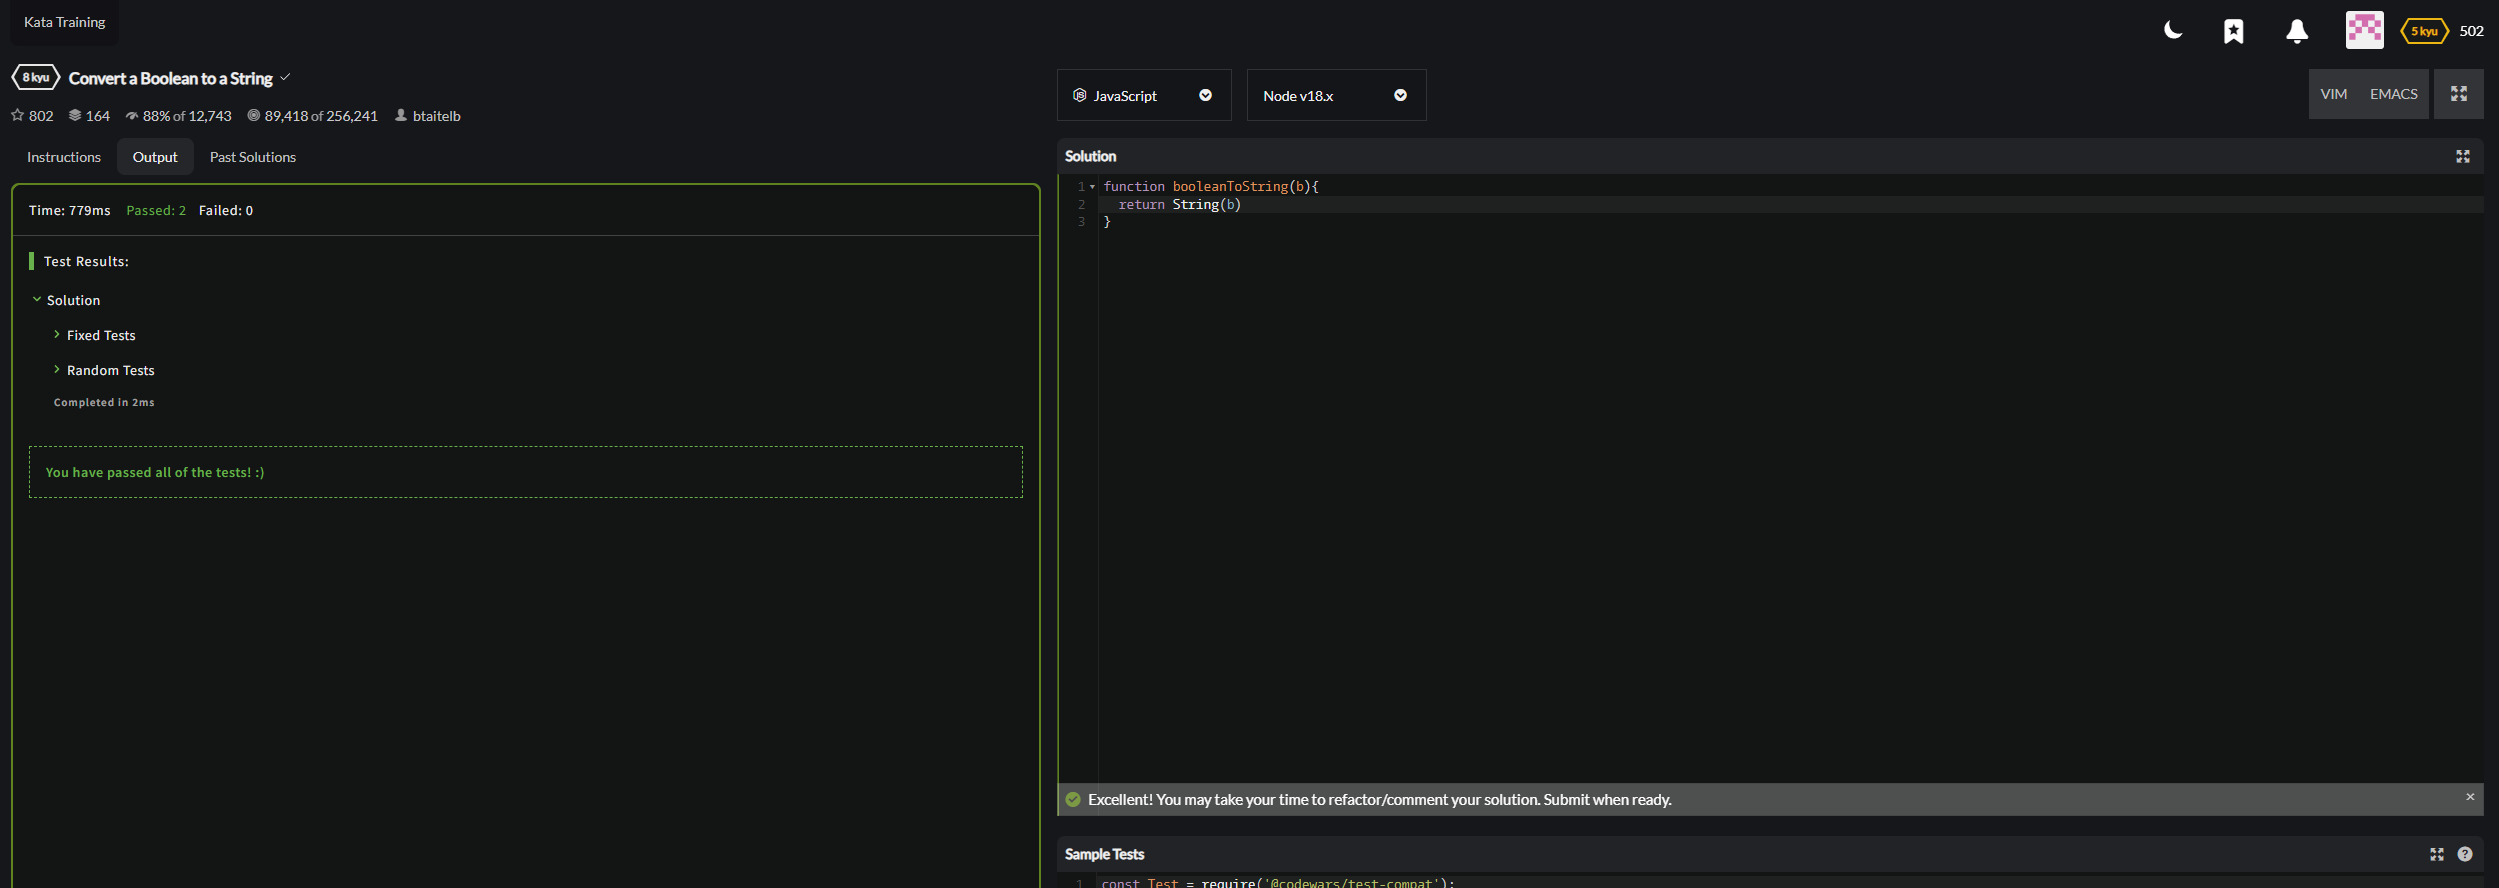 Kata Training
5 kyu 502
8 kyu Convert a Boolean to a String
802 164 88% of 12,743 89,418 of 256,241 btaitelb
Instructions Output Past Solutions
Time: 779ms Passed: 2 Failed: 0
Test Results:
Solution
Fixed Tests
Random Tests
Completed in 2ms
You have passed all of the tests! :)
JavaScript Node v18.x VIM EMACS
Solution
1 function booleanToString(b){
2 return String(b)
3 }
Excellent! You may take your time to refactor/comment your solution. Submit when ready.
Sample Tests
1 const Test = require('@codewars/test-compat');